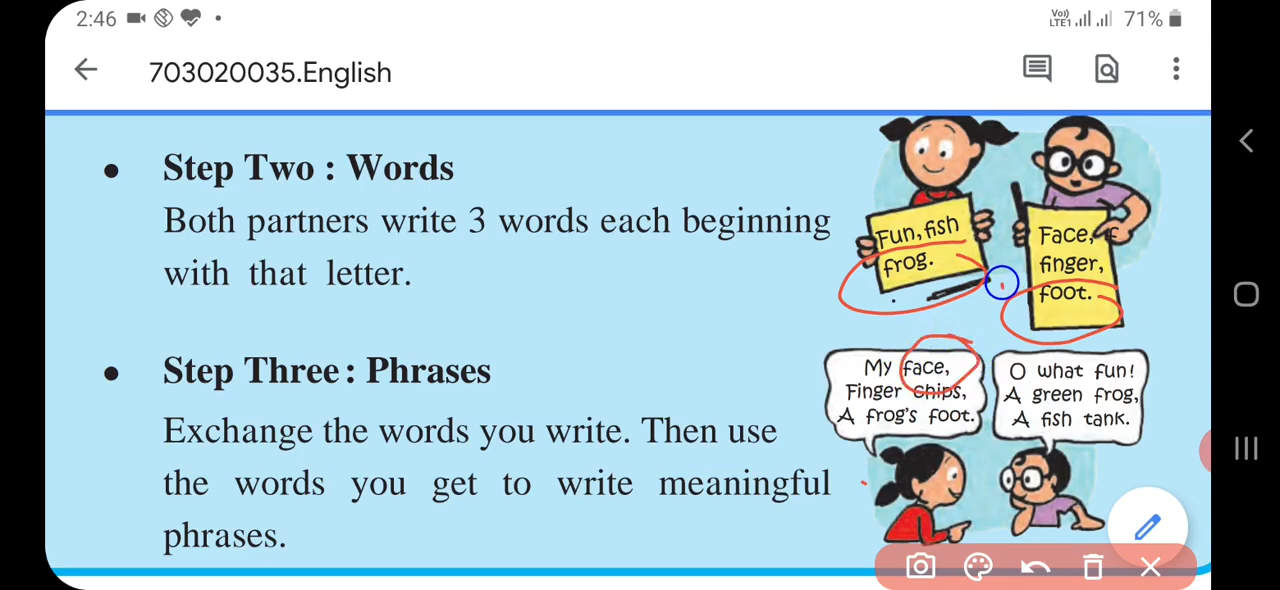 2:46
Vo) LTE1 71%
703020035.English
● Step Two : Words
Both partners write 3 words each beginning
with that letter.
Fun, fish
frog.
Face,
finger,
foot.
● Step Three : Phrases
Exchange the words you write. Then use
the words you get to write meaningful
phrases.
My face,
Finger chips,
A frog's foot.
O what fun!
A green frog,
A fish tank.